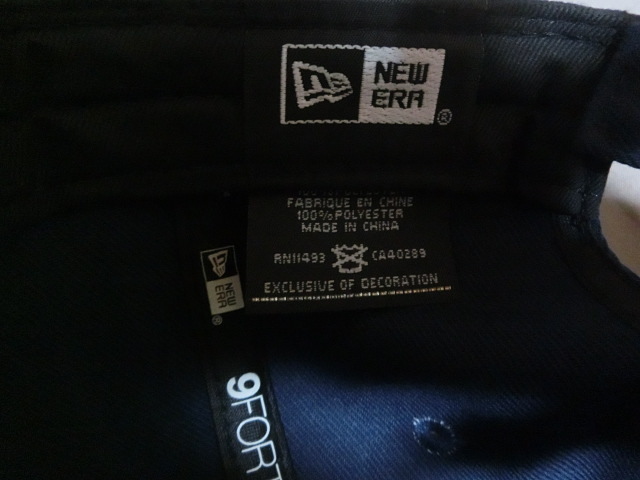 NEW
ERA
®
FABRIQUE EN CHINE
100% POLYESTER
MADE IN CHINA
RN11493 CA40289
EXCLUSIVE OF DECORATION
NEW
ERA
®
9FORT